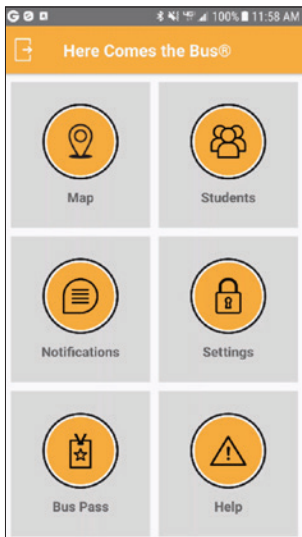 100% 11:58 AM
Here Comes the Bus®
Map
Students
Notifications
Settings
Bus Pass
Help